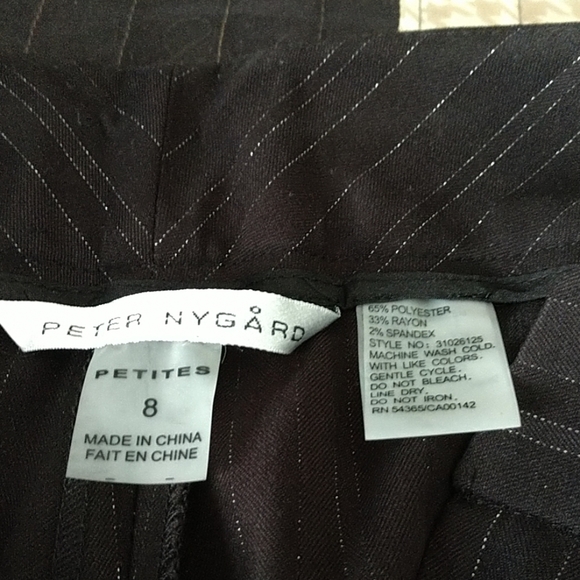 PETER NYGÅRD
PETITES
8
MADE IN CHINA
FAIT EN CHINE
65% POLYESTER
33% RAYON
2% SPANDEX
STYLE NO: 31026125
MACHINE WASH COLD.
WITH LIKE COLORS.
GENTLE CYCLE.
DO NOT BLEACH.
LINE DRY.
DO NOT IRON.
RN 54365/CA00142